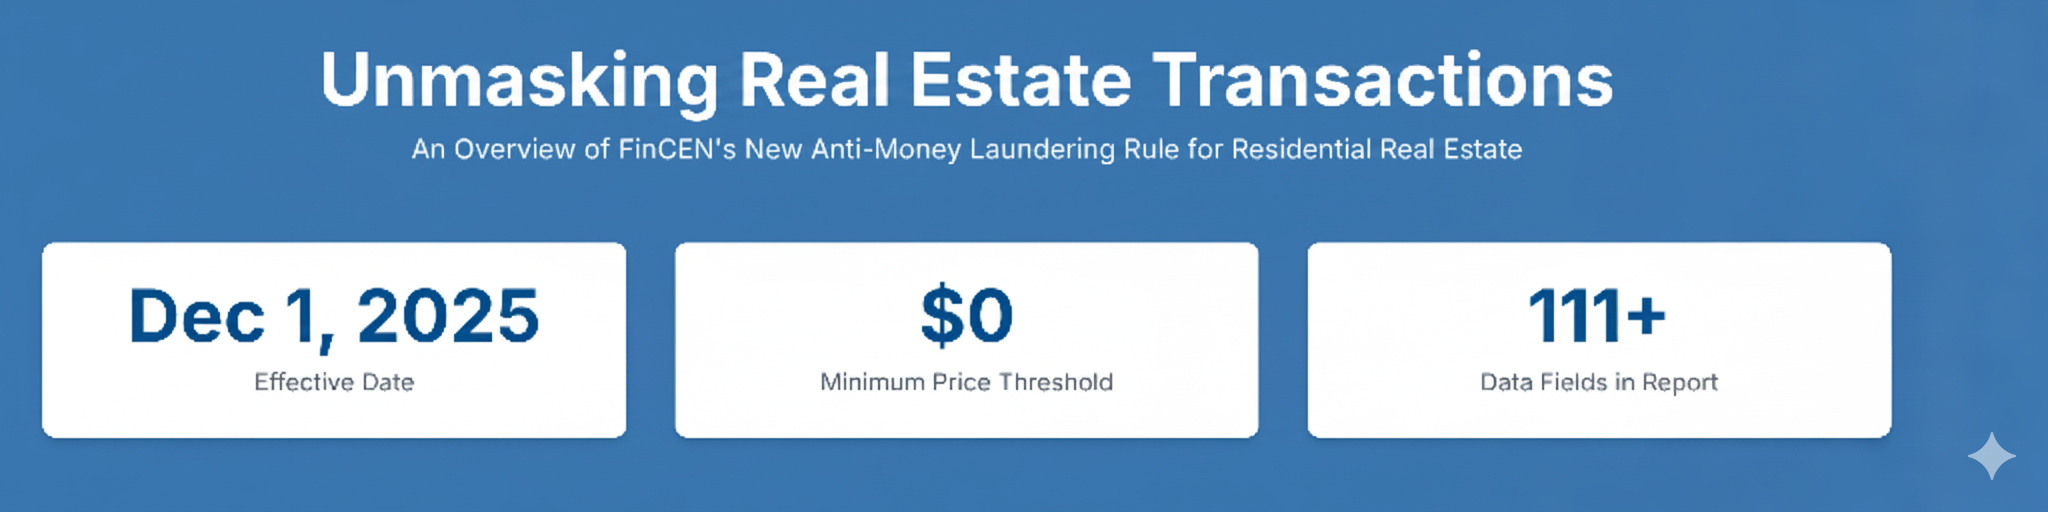 Unmasking Real Estate Transactions
An Overview of FinCEN's New Anti-Money Laundering Rule for Residential Real Estate
Dec 1, 2025
Effective Date
$0
Minimum Price Threshold
111+
Data Fields in Report